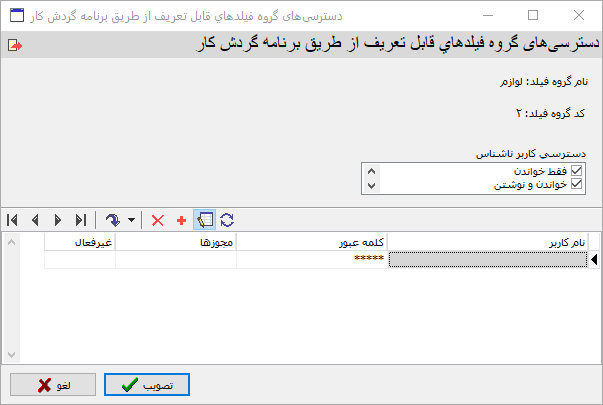 دسترسی‌های گروه فیلدهاي قابل تعریف از طریق برنامه گردش کار
دسترسی‌های گروه فیلدهاي قابل تعریف از طریق برنامه گردش کار
نام گروه فیلد: لوازم
کد گروه فیلد: ۲
دسترسي کاربر ناشناس
فقط خواندن
خواندن و نوشتن
نام کاربر کلمه عبور مجوزها غیرفعال
*****
تصویب لغو